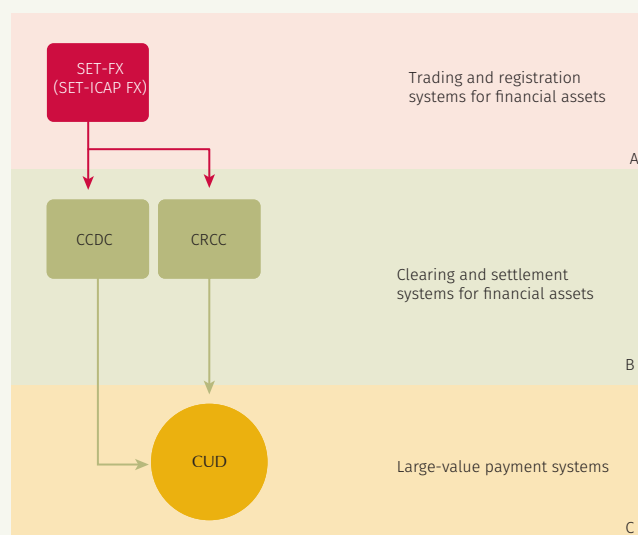 SET-FX
(SET-ICAP FX)
Trading and registration
systems for financial assets
A
CCDC
CRCC
Clearing and settlement
systems for financial assets
B
CUD
Large-value payment systems
C